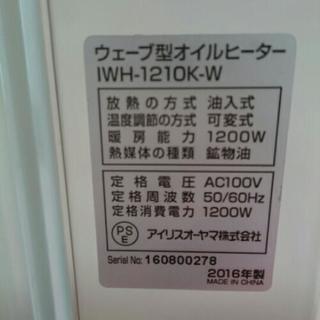 ウェーブ型オイルヒーター
IWH-1210K-W
放熱の方式 油入式
温度調節の方式 可変式
暖房能力 1200W
熱媒体の種類 鉱物油
定格電圧 AC100V
定格周波数 50/60Hz
定格消費電力 1200W
PSE アイリスオーヤマ株式会社
Serial No: 160800278
2016年製
MADE IN CHINA